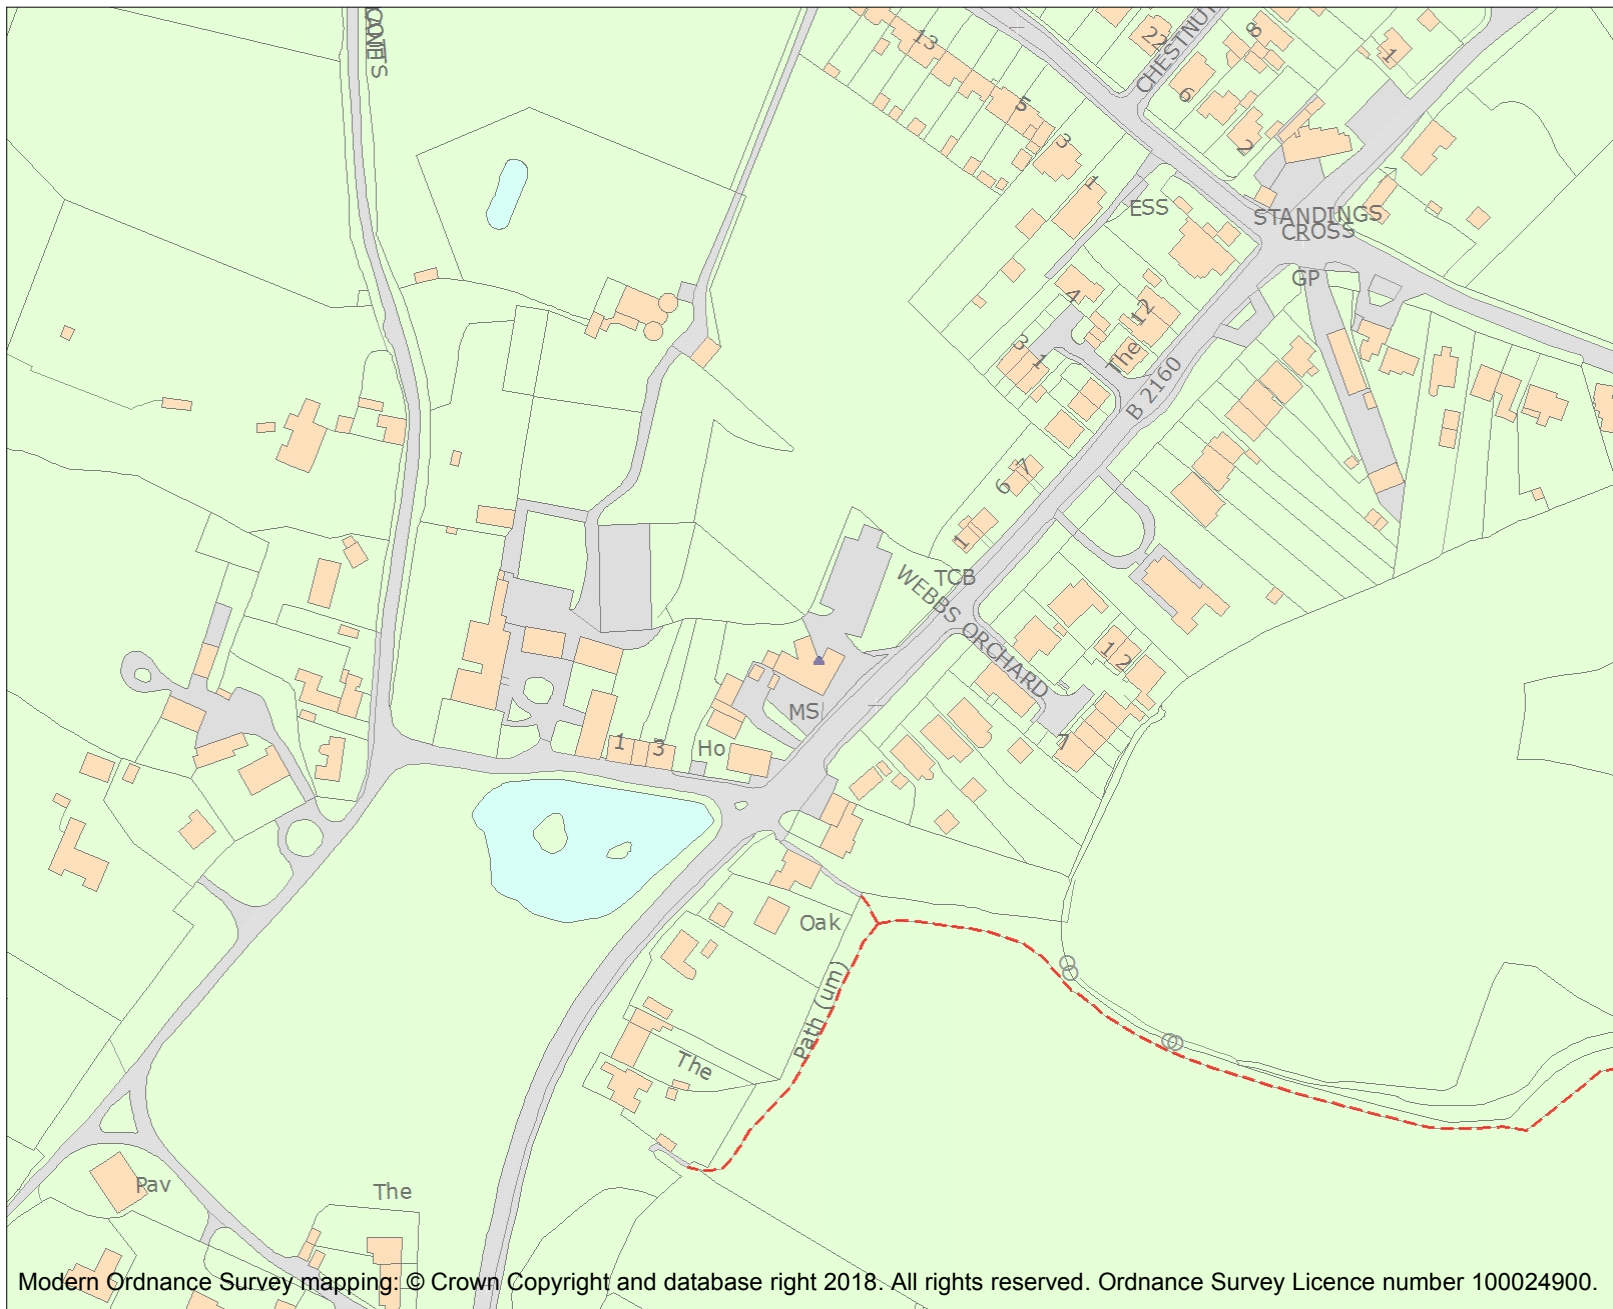 CHESTNUT
22
8
1
13
6
5
2
3
1
ESS
STANDINGS
CROSS
GP
4
12
3
1
The
B 2160
7
6
1
TCB
WEBBS ORCHARD
1
2
MS
7
1
3
Ho
Oak
Path (um)
The
Pav
The
Modern Ordnance Survey mapping: © Crown Copyright and database right 2018. All rights reserved. Ordnance Survey Licence number 100024900.